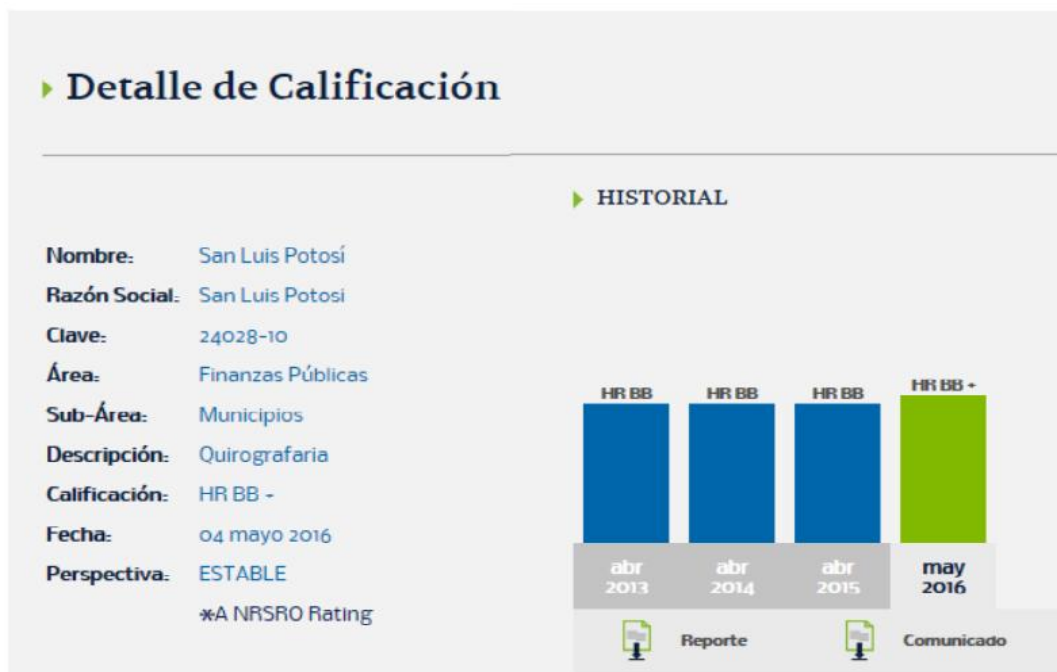 Detalle de Calificación
HISTORIAL
Nombre: San Luis Potosí
Razón Social: San Luis Potosi
Clave: 24028-10
Área: Finanzas Públicas
Sub-Área: Municipios
Descripción: Quirografaria
Calificación: HR BB +
Fecha: 04 mayo 2016
Perspectiva: ESTABLE
*A NRSRO Rating
HR BB HR BB HR BB HR BB +
abr abr abr may
2013 2014 2015 2016
Reporte Comunicado